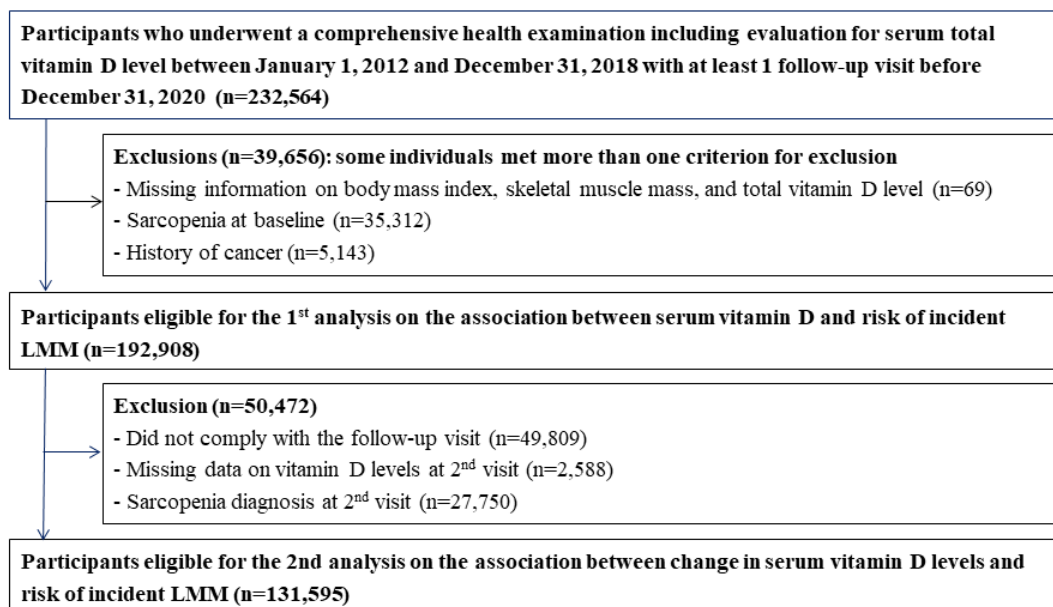 Participants who underwent a comprehensive health examination including evaluation for serum total
vitamin D level between January 1, 2012 and December 31, 2018 with at least 1 follow-up visit before
December 31, 2020 (n=232,564)
Exclusions (n=39,656): some individuals met more than one criterion for exclusion
- Missing information on body mass index, skeletal muscle mass, and total vitamin D level (n=69)
- Sarcopenia at baseline (n=35,312)
- History of cancer (n=5,143)
Participants eligible for the 1st analysis on the association between serum vitamin D and risk of incident
LMM (n=192,908)
Exclusion (n=50,472)
- Did not comply with the follow-up visit (n=49,809)
- Missing data on vitamin D levels at 2nd visit (n=2,588)
- Sarcopenia diagnosis at 2nd visit (n=27,750)
Participants eligible for the 2nd analysis on the association between change in serum vitamin D levels and
risk of incident LMM (n=131,595)